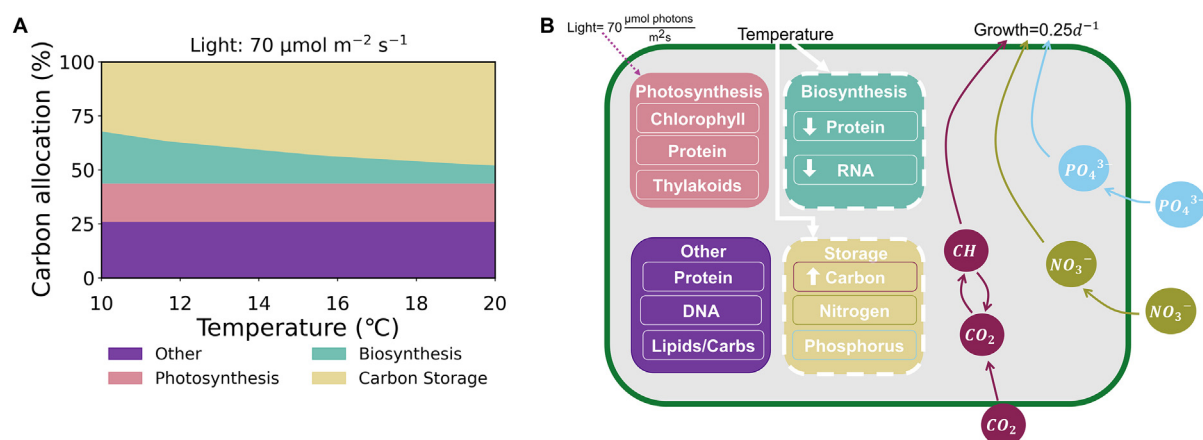 A
Light: 70 μmol m⁻² s⁻¹
Carbon allocation (%)
100
75
50
25
0
10
12
14
16
18
20
Temperature (°C)
Other
Biosynthesis
Photosynthesis
Carbon Storage
B
Light= 70 μmol photons / m²s
Temperature
Growth=0.25d⁻¹
Photosynthesis
Chlorophyll
Protein
Thylakoids
Biosynthesis
Protein
RNA
Other
Protein
DNA
Lipids/Carbs
Storage
Carbon
Nitrogen
Phosphorus
CH
CO₂
CO₂
NO₃⁻
NO₃⁻
PO₄³⁻
PO₄³⁻